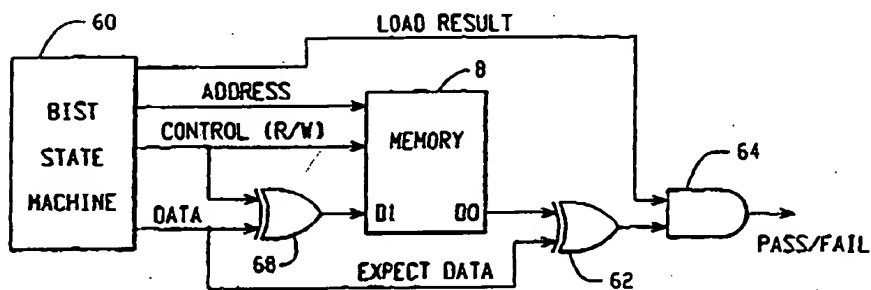 60
LOAD RESULT
8
BIST
STATE
MACHINE
ADDRESS
CONTROL (R/W)
MEMORY
64
DATA
68
DI
DO
EXPECT DATA
62
PASS/FAIL